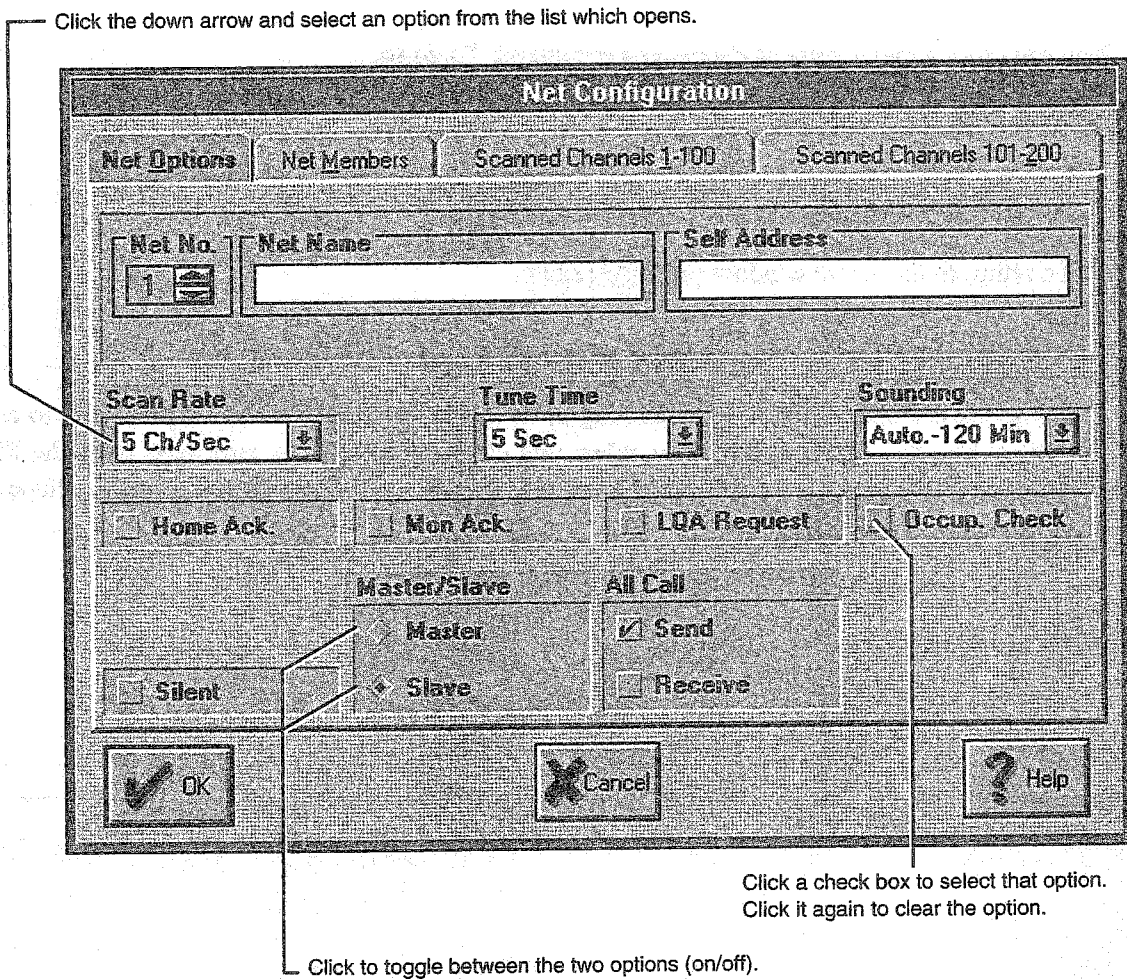 Click the down arrow and select an option from the list which opens.
Net Configuration
Net Options
Net Members
Scanned Channels 1-100
Scanned Channels 101-200
Net No.
Net Name
Self Address
1
Scan Rate
Tune Time
Sounding
5 Ch/Sec
5 Sec
Auto.-120 Min
Home Ack.
Mon Ack.
LQA Request
Occup. Check
Master/Slave
All Call
Master
Send
Silent
Slave
Receive
OK
Cancel
Help
Click a check box to select that option.
Click it again to clear the option.
Click to toggle between the two options (on/off).